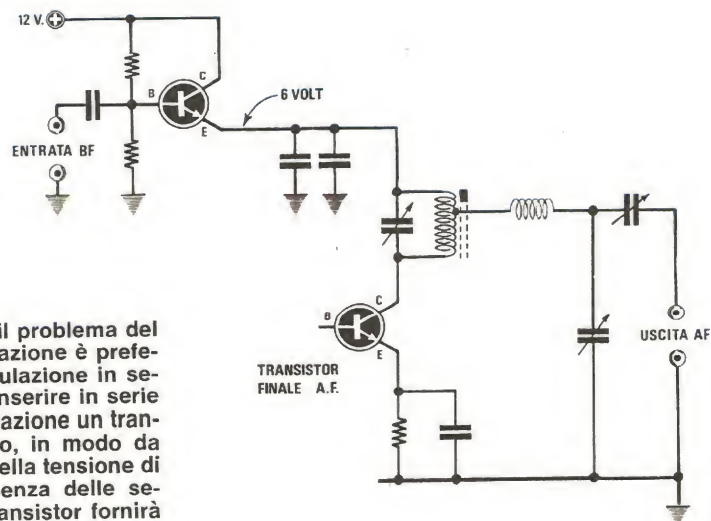 12 V.
C
B
E
6 VOLT
ENTRATA BF
C
B
E
TRANSISTOR
FINALE A.F.
USCITA AF
il problema del
azione è prefe-
ulazione in se-
nserire in serie
azione un tran-
o, in modo da
ella tensione di
enza delle se-
ansistor fornirà